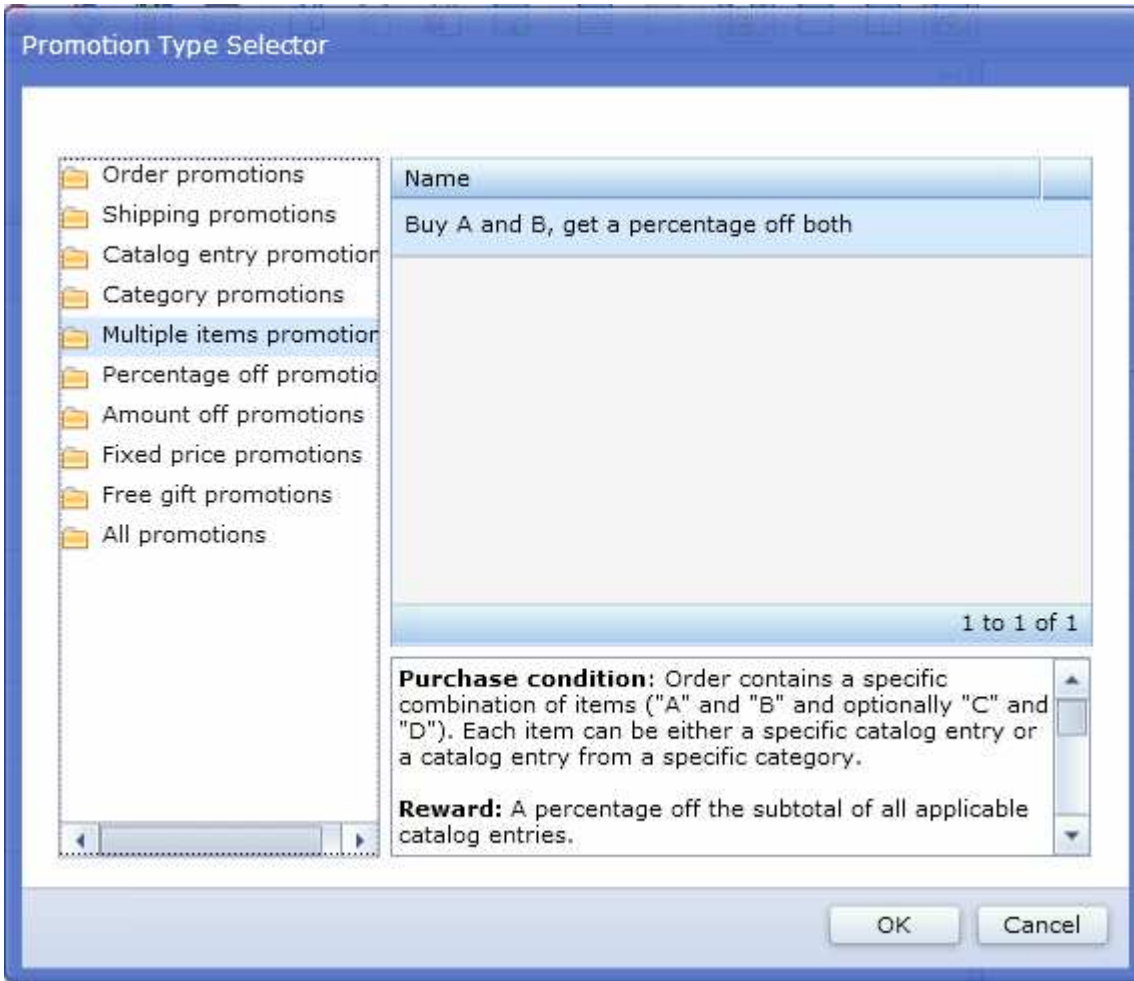 Promotion Type Selector
Order promotions
Shipping promotions
Catalog entry promotion
Category promotions
Multiple items promotion
Percentage off promotio
Amount off promotions
Fixed price promotions
Free gift promotions
All promotions
Name
Buy A and B, get a percentage off both
1 to 1 of 1
Purchase condition: Order contains a specific
combination of items ("A" and "B" and optionally "C" and
"D"). Each item can be either a specific catalog entry or
a catalog entry from a specific category.
Reward: A percentage off the subtotal of all applicable
catalog entries.
OK
Cancel